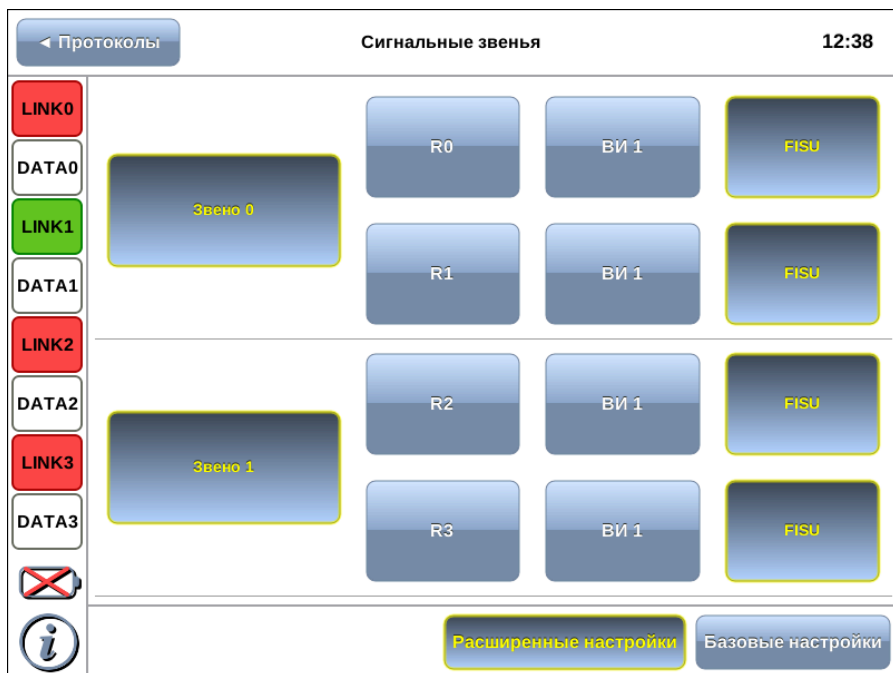 ◄ Протоколы
Сигнальные звенья
12:38
LINK0
DATA0
LINK1
DATA1
LINK2
DATA2
LINK3
DATA3
Звено 0
R0
ВИ 1
FISU
R1
ВИ 1
FISU
Звено 1
R2
ВИ 1
FISU
R3
ВИ 1
FISU
i
Расширенные настройки
Базовые настройки